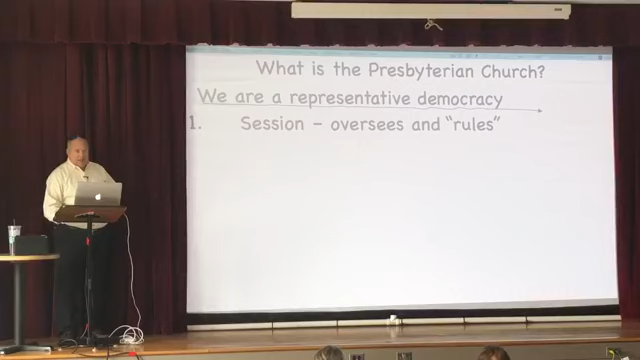 What is the Presbyterian Church?
We are a representative democracy
1. Session – oversees and "rules"